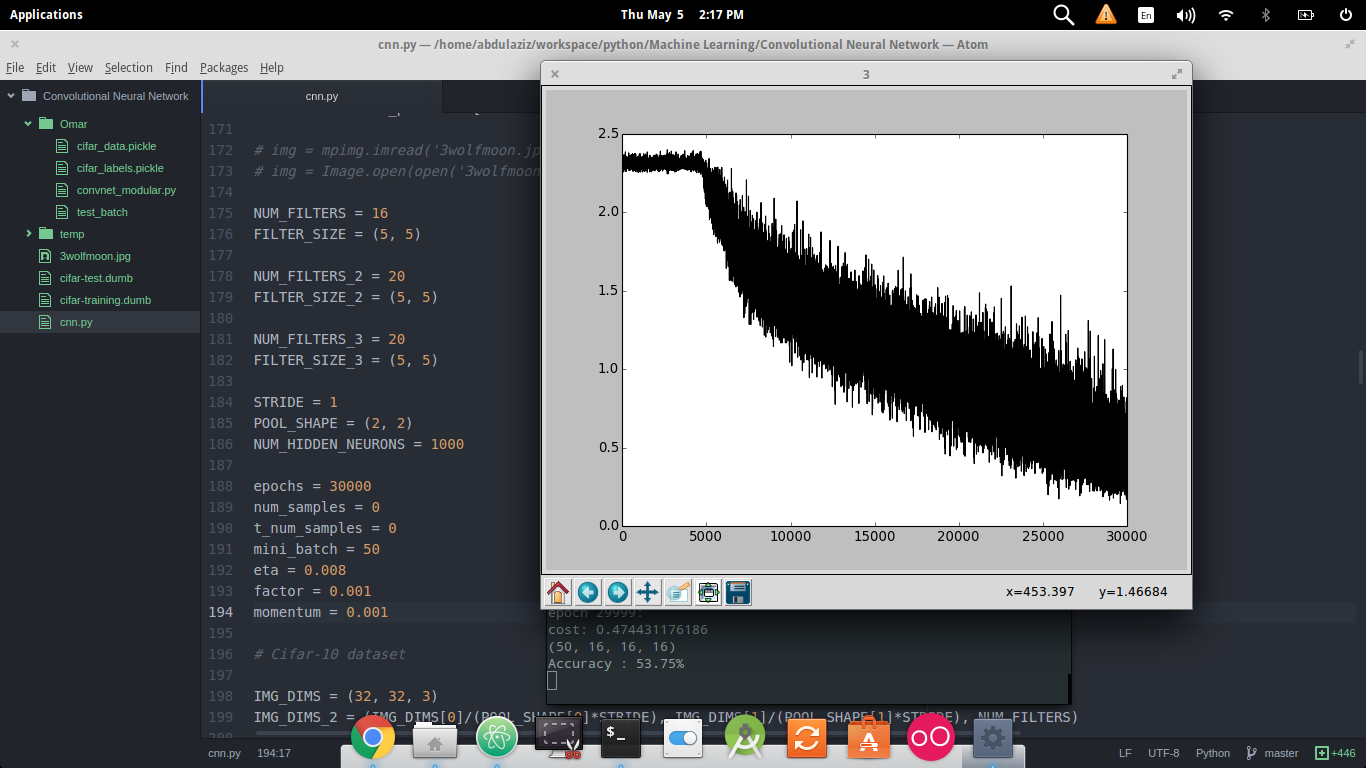 Applications
Thu May 5 2:17 PM
En
cnn.py — /home/abdulaziz/workspace/python/Machine Learning/Convolutional Neural Network — Atom
File Edit View Selection Find Packages Help
Convolutional Neural Network
Omar
cifar_data.pickle
cifar_labels.pickle
convnet_modular.py
test_batch
temp
3wolfmoon.jpg
cifar-test.dumb
cifar-training.dumb
cnn.py
cnn.py
171
172 # img = mpimg.imread('3wolfmoon.jp
173 # img = Image.open(open('3wolfmoon
174
175 NUM_FILTERS = 16
176 FILTER_SIZE = (5, 5)
177
178 NUM_FILTERS_2 = 20
179 FILTER_SIZE_2 = (5, 5)
180
181 NUM_FILTERS_3 = 20
182 FILTER_SIZE_3 = (5, 5)
183
184 STRIDE = 1
185 POOL_SHAPE = (2, 2)
186 NUM_HIDDEN_NEURONS = 1000
187
188 epochs = 30000
189 num_samples = 0
190 t_num_samples = 0
191 mini_batch = 50
192 eta = 0.008
193 factor = 0.001
194 momentum = 0.001
195
196 # Cifar-10 dataset
197
198 IMG_DIMS = (32, 32, 3)
199 IMG_DIMS_2 = (IMG_DIMS[0]/(POOL_SHAPE[0]*STRIDE), IMG_DIMS[1]/(POOL_SHAPE[1]*STRIDE), NUM_FILTERS)
3
2.5
2.0
1.5
1.0
0.5
0.0
0 5000 10000 15000 20000 25000 30000
x=453.397 y=1.46684
epoch 29999:
cost: 0.474431176186
(50, 16, 16, 16)
Accuracy : 53.75%
$_
A
cnn.py 194:17
LF UTF-8 Python master +446